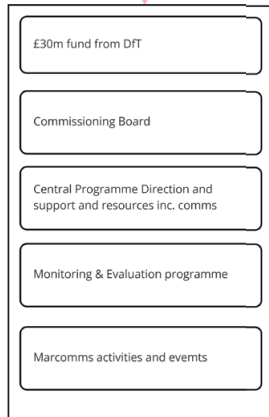 £30m fund from DfT
Commissioning Board
Central Programme Direction and
support and resources inc. comms
Monitoring & Evaluation programme
Marcomms activities and evemts